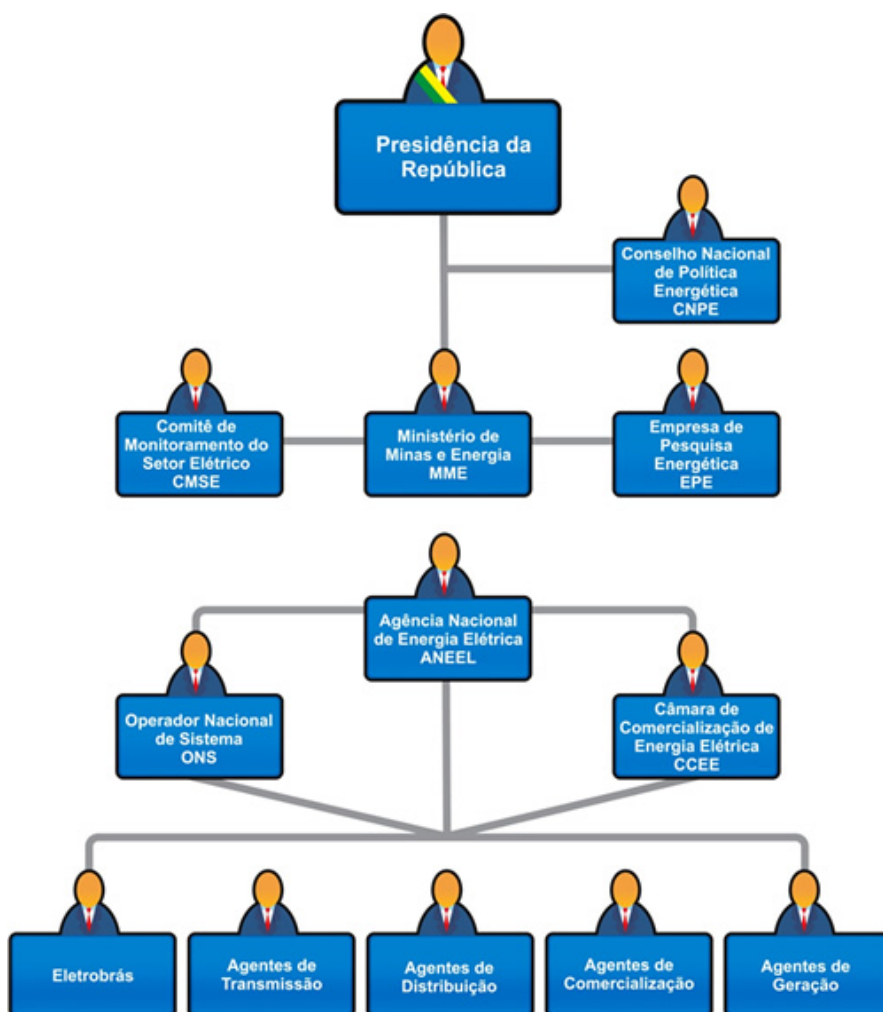 Presidência da
República
Conselho Nacional
de Política
Energética
CNPE
Comitê de
Monitoramento do
Setor Elétrico
CMSE
Ministério de
Minas e Energia
MME
Empresa de
Pesquisa
Energética
EPE
Agência Nacional
de Energia Elétrica
ANEEL
Operador Nacional
de Sistema
ONS
Câmara de
Comercialização de
Energia Elétrica
CCEE
Eletrobrás
Agentes de
Transmissão
Agentes de
Distribuição
Agentes de
Comercialização
Agentes de
Geração